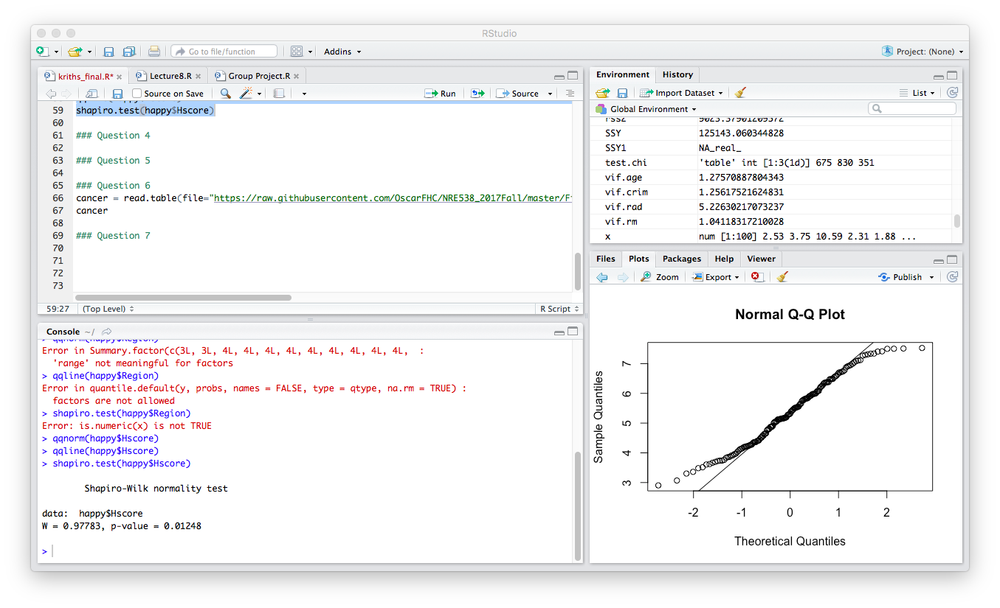 RStudio
Go to file/function
Addins
Project: (None)
kriths_final.R*
Lecture8.R
Group Project.R
Source on Save
Run
Source
59 shapiro.test(happy$Hscore)
60
61 ### Question 4
62
63 ### Question 5
64
65 ### Question 6
66 cancer = read.table(file="https://raw.githubusercontent.com/OscarFHC/NRE538_2017Fall/master/F
67 cancer
68
69 ### Question 7
70
71
72
73
59:27 (Top Level) R Script
Console ~/
> qqnorm(happy$Region)
Error in Summary.factor(c(3L, 3L, 4L, 4L, 4L, 4L, 4L, 4L, 4L, 4L, 4L,  :
  'range' not meaningful for factors
> qqline(happy$Region)
Error in quantile.default(y, probs, names = FALSE, type = qtype, na.rm = TRUE) :
  factors are not allowed
> shapiro.test(happy$Region)
Error: is.numeric(x) is not TRUE
> qqnorm(happy$Hscore)
> qqline(happy$Hscore)
> shapiro.test(happy$Hscore)
Shapiro-Wilk normality test
data:  happy$Hscore
W = 0.97783, p-value = 0.01248
>
Environment History
Import Dataset
List
Global Environment
rss2 9023.37901209372
SSY 125143.060344828
SSY1 NA_real_
test.chi 'table' int [1:3(1d)] 675 830 351
vif.age 1.27570887804343
vif.crim 1.25617521624831
vif.rad 5.22630217073237
vif.rm 1.04118317210028
x num [1:100] 2.53 3.75 10.59 2.31 1.88 ...
Files Plots Packages Help Viewer
Zoom Export Publish
Normal Q-Q Plot
Sample Quantiles
7
6
5
4
3
-2 -1 0 1 2
Theoretical Quantiles